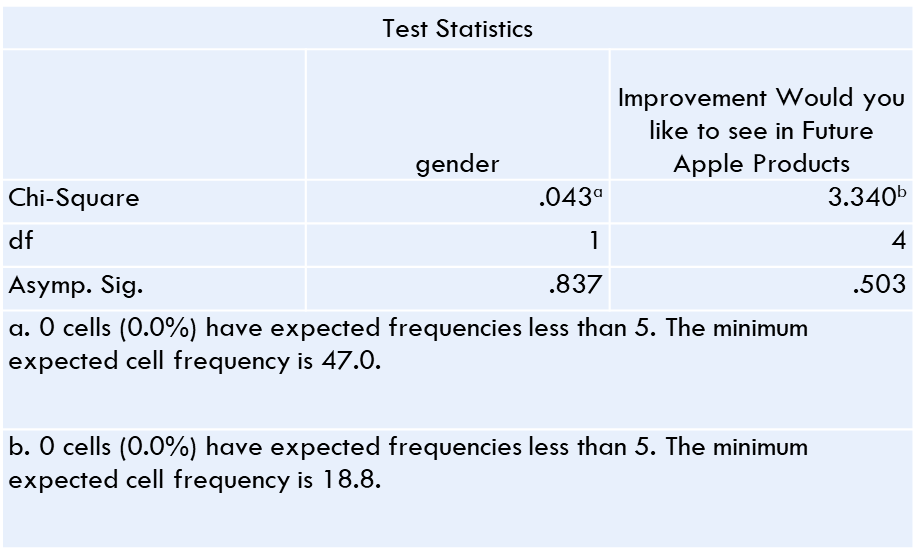 Test Statistics
Improvement Would you
like to see in Future
gender Apple Products
Chi-Square .043ᵃ 3.340ᵇ
df 1 4
Asymp. Sig. .837 .503
a. 0 cells (0.0%) have expected frequencies less than 5. The minimum
expected cell frequency is 47.0.
b. 0 cells (0.0%) have expected frequencies less than 5. The minimum
expected cell frequency is 18.8.